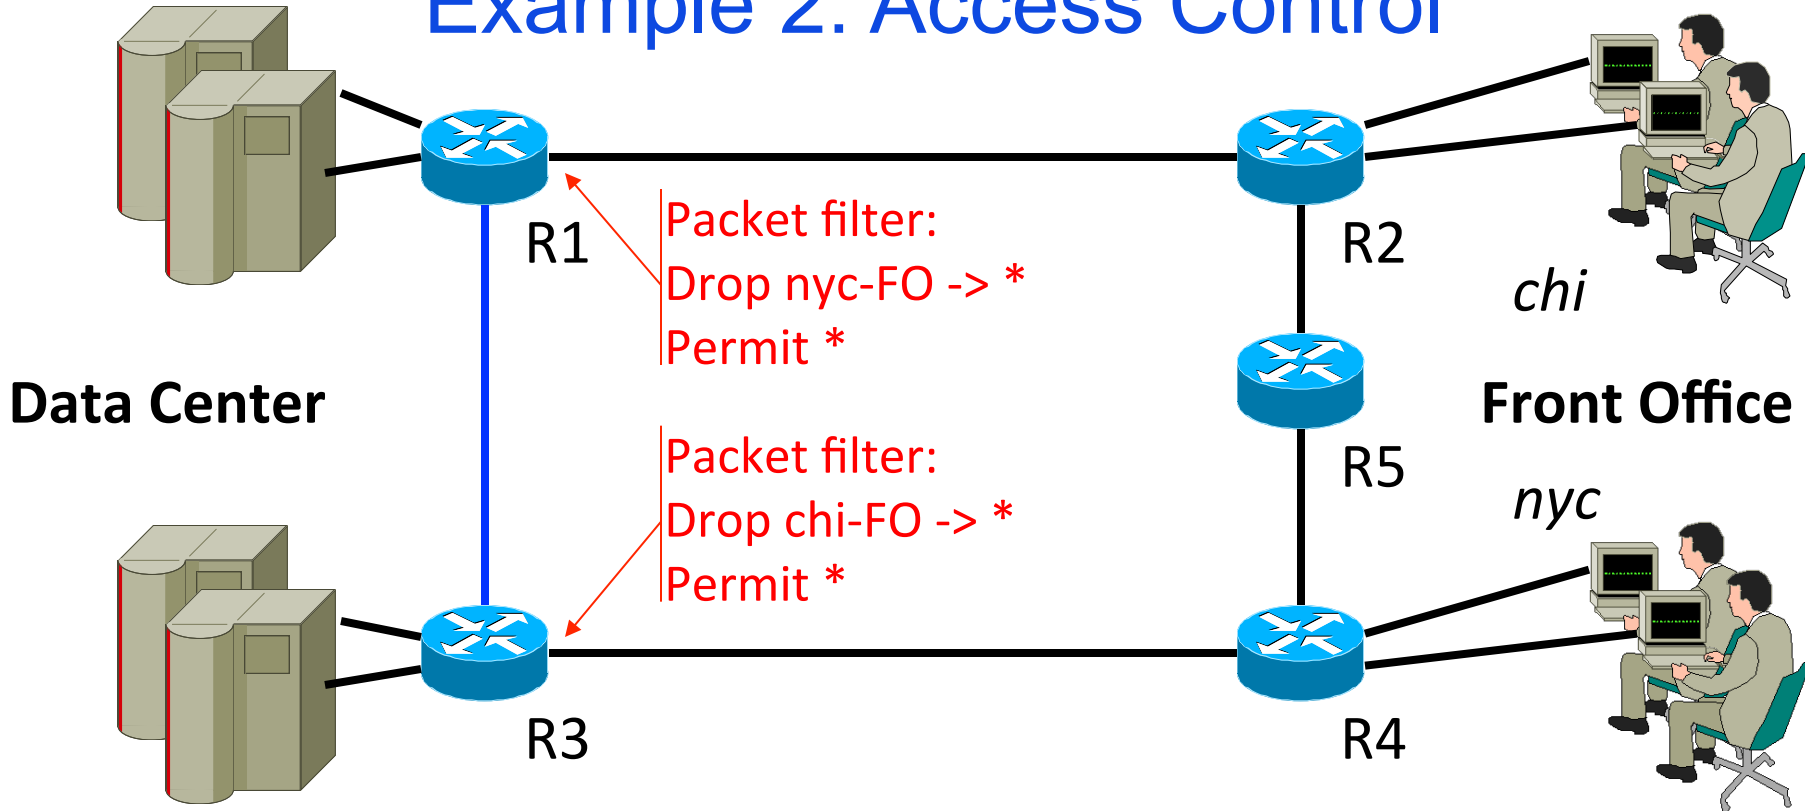 Example 2: Access Control
R1
Packet filter:
Drop nyc-FO -> *
Permit *
R2
chi
Data Center
Front Office
Packet filter:
Drop chi-FO -> *
Permit *
R5
nyc
R3
R4